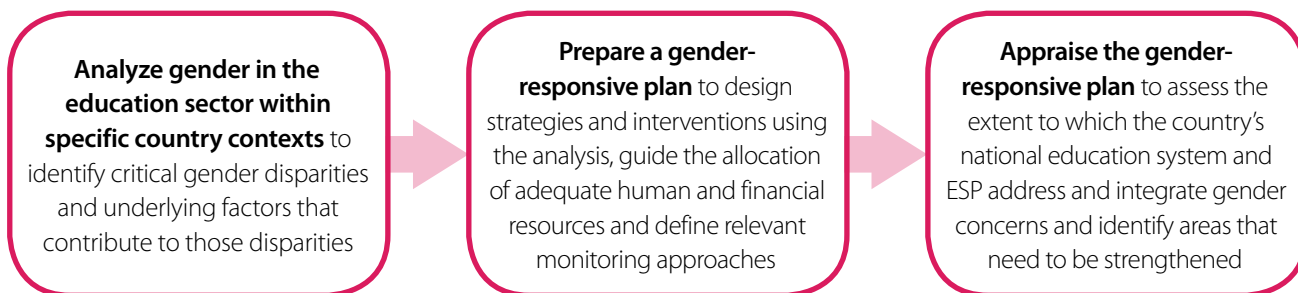 Analyze gender in the
education sector within
specific country contexts to
identify critical gender disparities
and underlying factors that
contribute to those disparities
Prepare a gender-
responsive plan to design
strategies and interventions using
the analysis, guide the allocation
of adequate human and financial
resources and define relevant
monitoring approaches
Appraise the gender-
responsive plan to assess the
extent to which the country’s
national education system and
ESP address and integrate gender
concerns and identify areas that
need to be strengthened